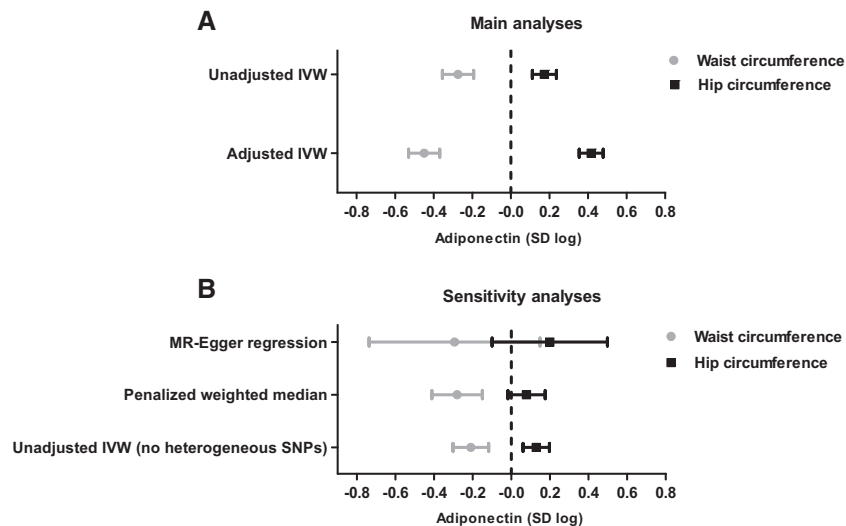 A
Main analyses
Unadjusted IVW
Adjusted IVW
Waist circumference
Hip circumference
-0.8 -0.6 -0.4 -0.2 -0.0 0.2 0.4 0.6 0.8
Adiponectin (SD log)
B
Sensitivity analyses
MR-Egger regression
Penalized weighted median
Unadjusted IVW (no heterogeneous SNPs)
Waist circumference
Hip circumference
-0.8 -0.6 -0.4 -0.2 -0.0 0.2 0.4 0.6 0.8
Adiponectin (SD log)